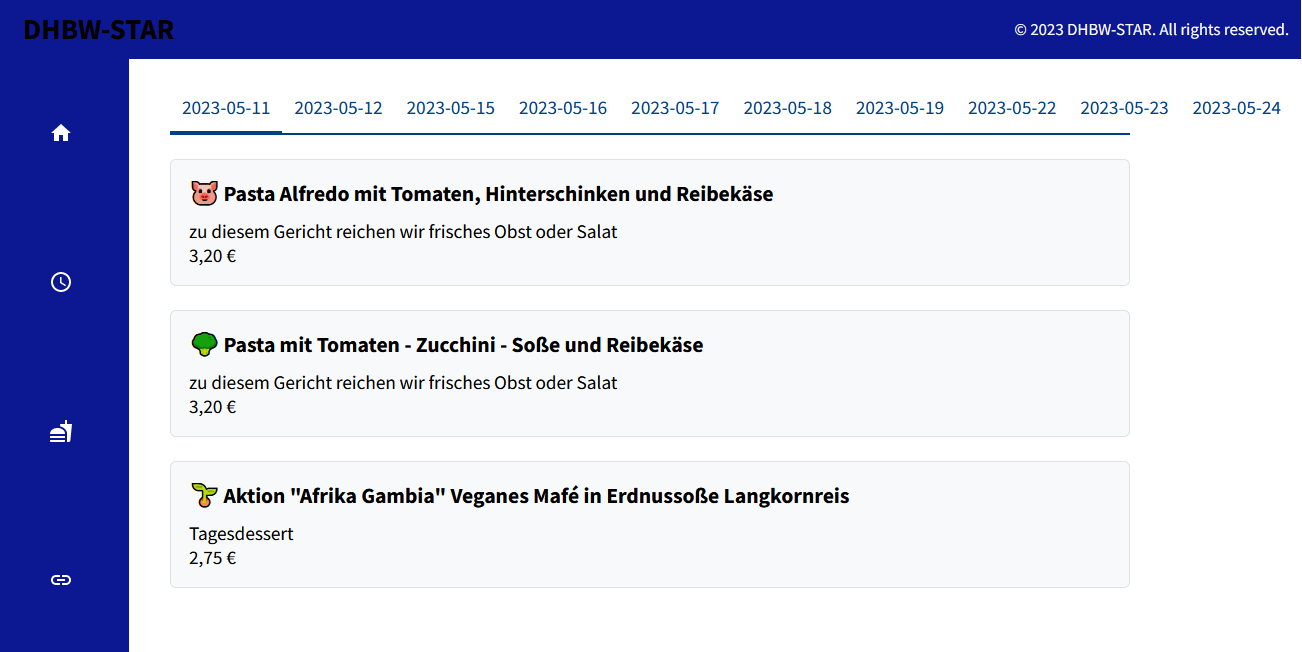 DHBW-STAR
© 2023 DHBW-STAR. All rights reserved.
2023-05-11 2023-05-12 2023-05-15 2023-05-16 2023-05-17 2023-05-18 2023-05-19 2023-05-22 2023-05-23 2023-05-24
Pasta Alfredo mit Tomaten, Hinterschinken und Reibekäse
zu diesem Gericht reichen wir frisches Obst oder Salat
3,20 €
Pasta mit Tomaten - Zucchini - Soße und Reibekäse
zu diesem Gericht reichen wir frisches Obst oder Salat
3,20 €
Aktion "Afrika Gambia" Veganes Mafé in Erdnussoße Langkornreis
Tagesdessert
2,75 €